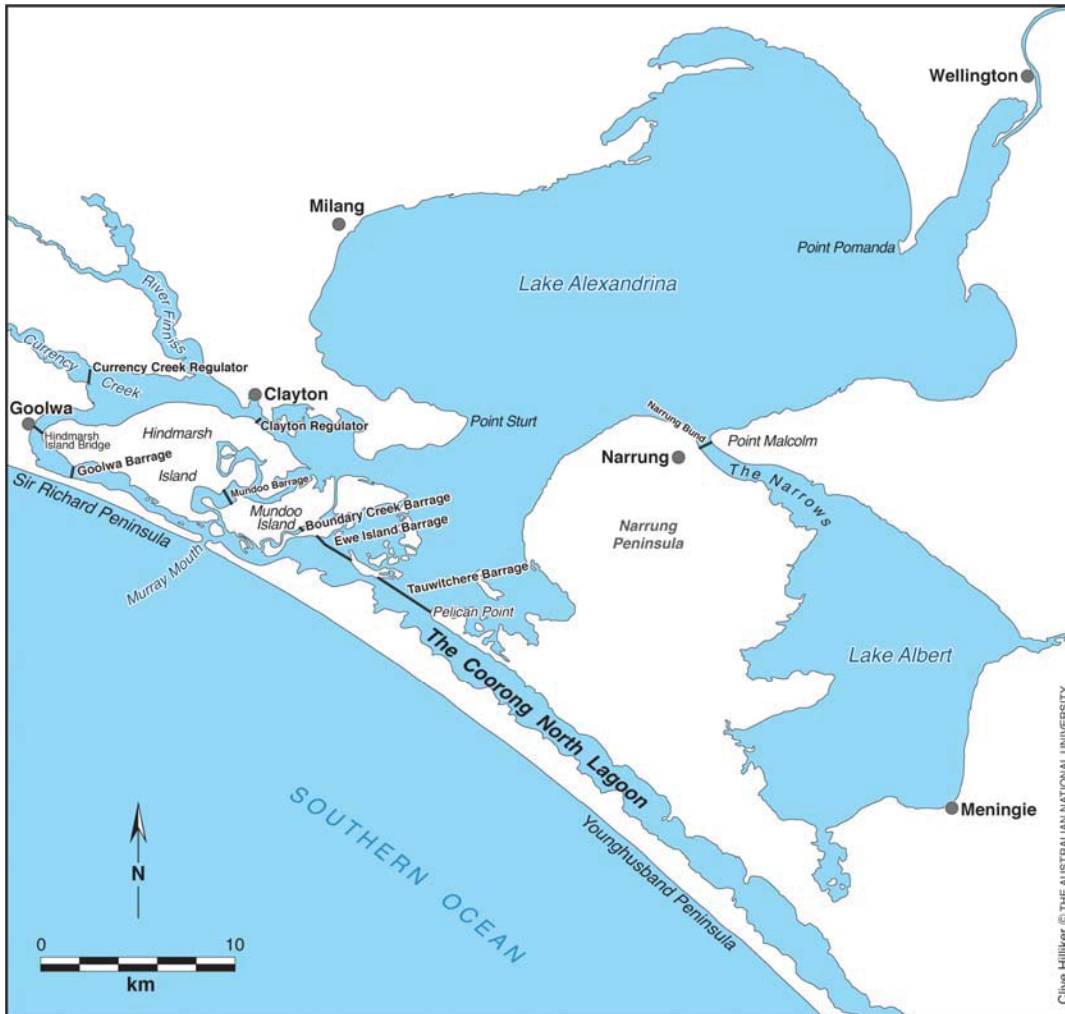 Wellington
Milang
Point Pomanda
Lake Alexandrina
River Finniss
Currency
Creek
Currency Creek Regulator
Clayton
Goolwa
Point Sturt
Clayton Regulator
Hindmarsh
Island
Hindmarsh
Island Bridge
Narrung Bund
Point Malcolm
Narrung
The Narrows
Goolwa Barrage
Mundoo Barrage
Sir Richard Peninsula
Mundoo
Island
Boundary Creek Barrage
Ewe Island Barrage
Narrung
Peninsula
Murray Mouth
Tauwitchere Barrage
Pelican Point
The Coorong North Lagoon
Lake Albert
Meningie
SOUTHERN OCEAN
Younghusband Peninsula
N
0 10
km
Clive Hilliker © THE AUSTRALIAN NATIONAL UNIVERSITY